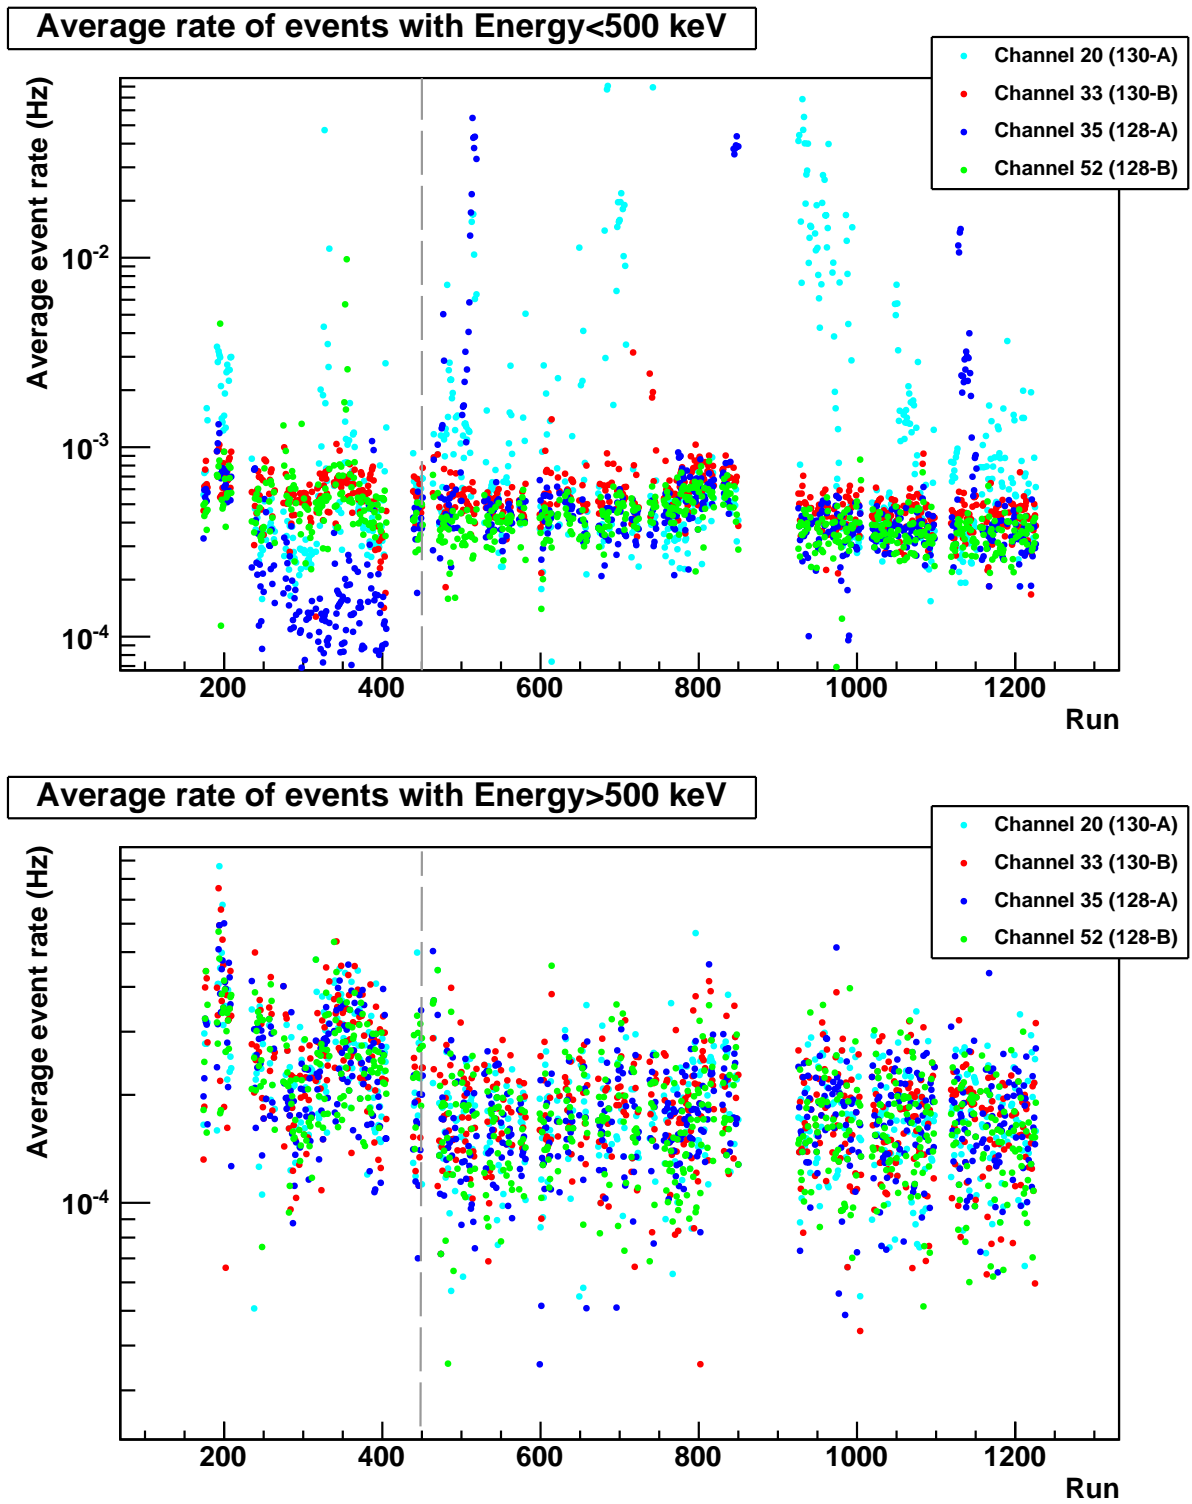 Average rate of events with Energy<500 keV
Channel 20 (130-A)
Channel 33 (130-B)
Channel 35 (128-A)
Channel 52 (128-B)
Average event rate (Hz)
10-2
10-3
10-4
200 400 600 800 1000 1200
Run
Average rate of events with Energy>500 keV
Channel 20 (130-A)
Channel 33 (130-B)
Channel 35 (128-A)
Channel 52 (128-B)
Average event rate (Hz)
10-4
200 400 600 800 1000 1200
Run